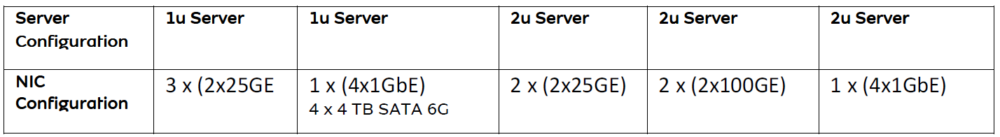 Server Configuration
1u Server
1u Server
2u Server
2u Server
2u Server
NIC Configuration
3 x (2x25GE
1 x (4x1GbE)
4 x 4 TB SATA 6G
2 x (2x25GE)
2 x (2x100GE)
1 x (4x1GbE)